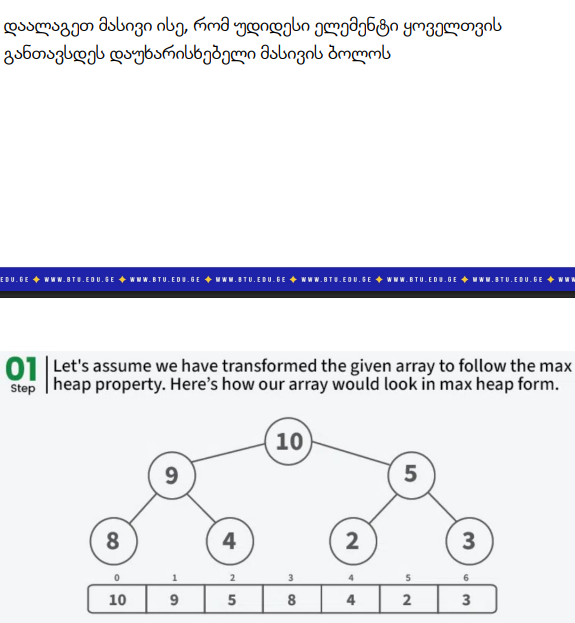 დაალაგეთ მასივი ისე, რომ უდიდესი ელემენტი ყოველთვის
განთავსდეს დაუხარისხებელი მასივის ბოლოს
EDU.GE ✦ WWW.BTU.EDU.GE ✦ WWW.BTU.EDU.GE ✦ WWW.BTU.EDU.GE ✦ WWW.BTU.EDU.GE ✦ WWW.BTU.EDU.GE ✦ WWW.BTU.EDU.GE ✦ WWW
01 Let's assume we have transformed the given array to follow the max
Step heap property. Here's how our array would look in max heap form.
10
9 5
8 4 2 3
0 1 2 3 4 5 6
10 9 5 8 4 2 3